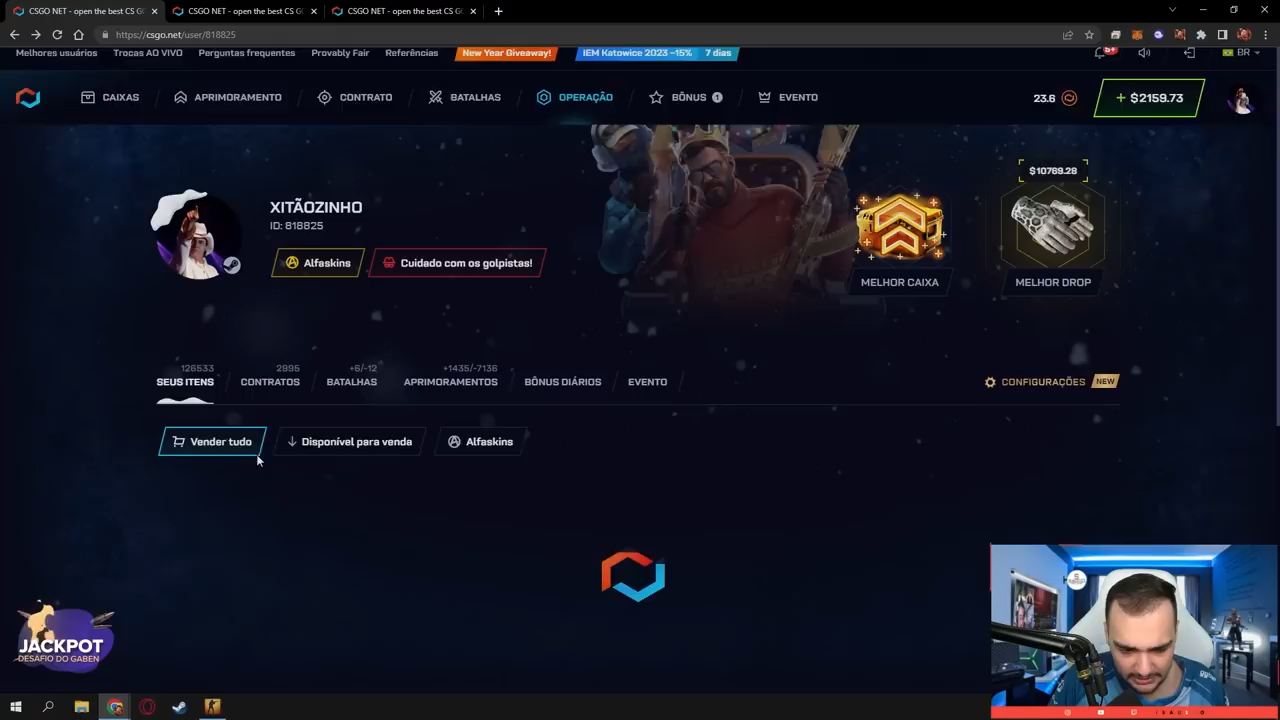 CSGO NET - open the best CS G
CSGO NET - open the best CS G
CSGO NET - open the best CS G
https://csgo.net/user/818825
Melhores usuários
Trocas AO VIVO
Perguntas frequentes
Provably Fair
Referências
New Year Giveaway!
IEM Katowice 2023 –15%
7 dias
5+
BR
CAIXAS
APRIMORAMENTO
CONTRATO
BATALHAS
OPERAÇÃO
BÔNUS 1
EVENTO
23.6
+ $2159.73
XITÃOZINHO
ID: 818825
Alfaskins
Cuidado com os golpistas!
MELHOR CAIXA
$10769.28
MELHOR DROP
126533
SEUS ITENS
2895
CONTRATOS
+6/-12
BATALHAS
+1435/-7136
APRIMORAMENTOS
BÔNUS DIÁRIOS
EVENTO
CONFIGURAÇÕES NEW
Vender tudo
Disponível para venda
Alfaskins
JACKPOT
DESAFIO DO GABEN